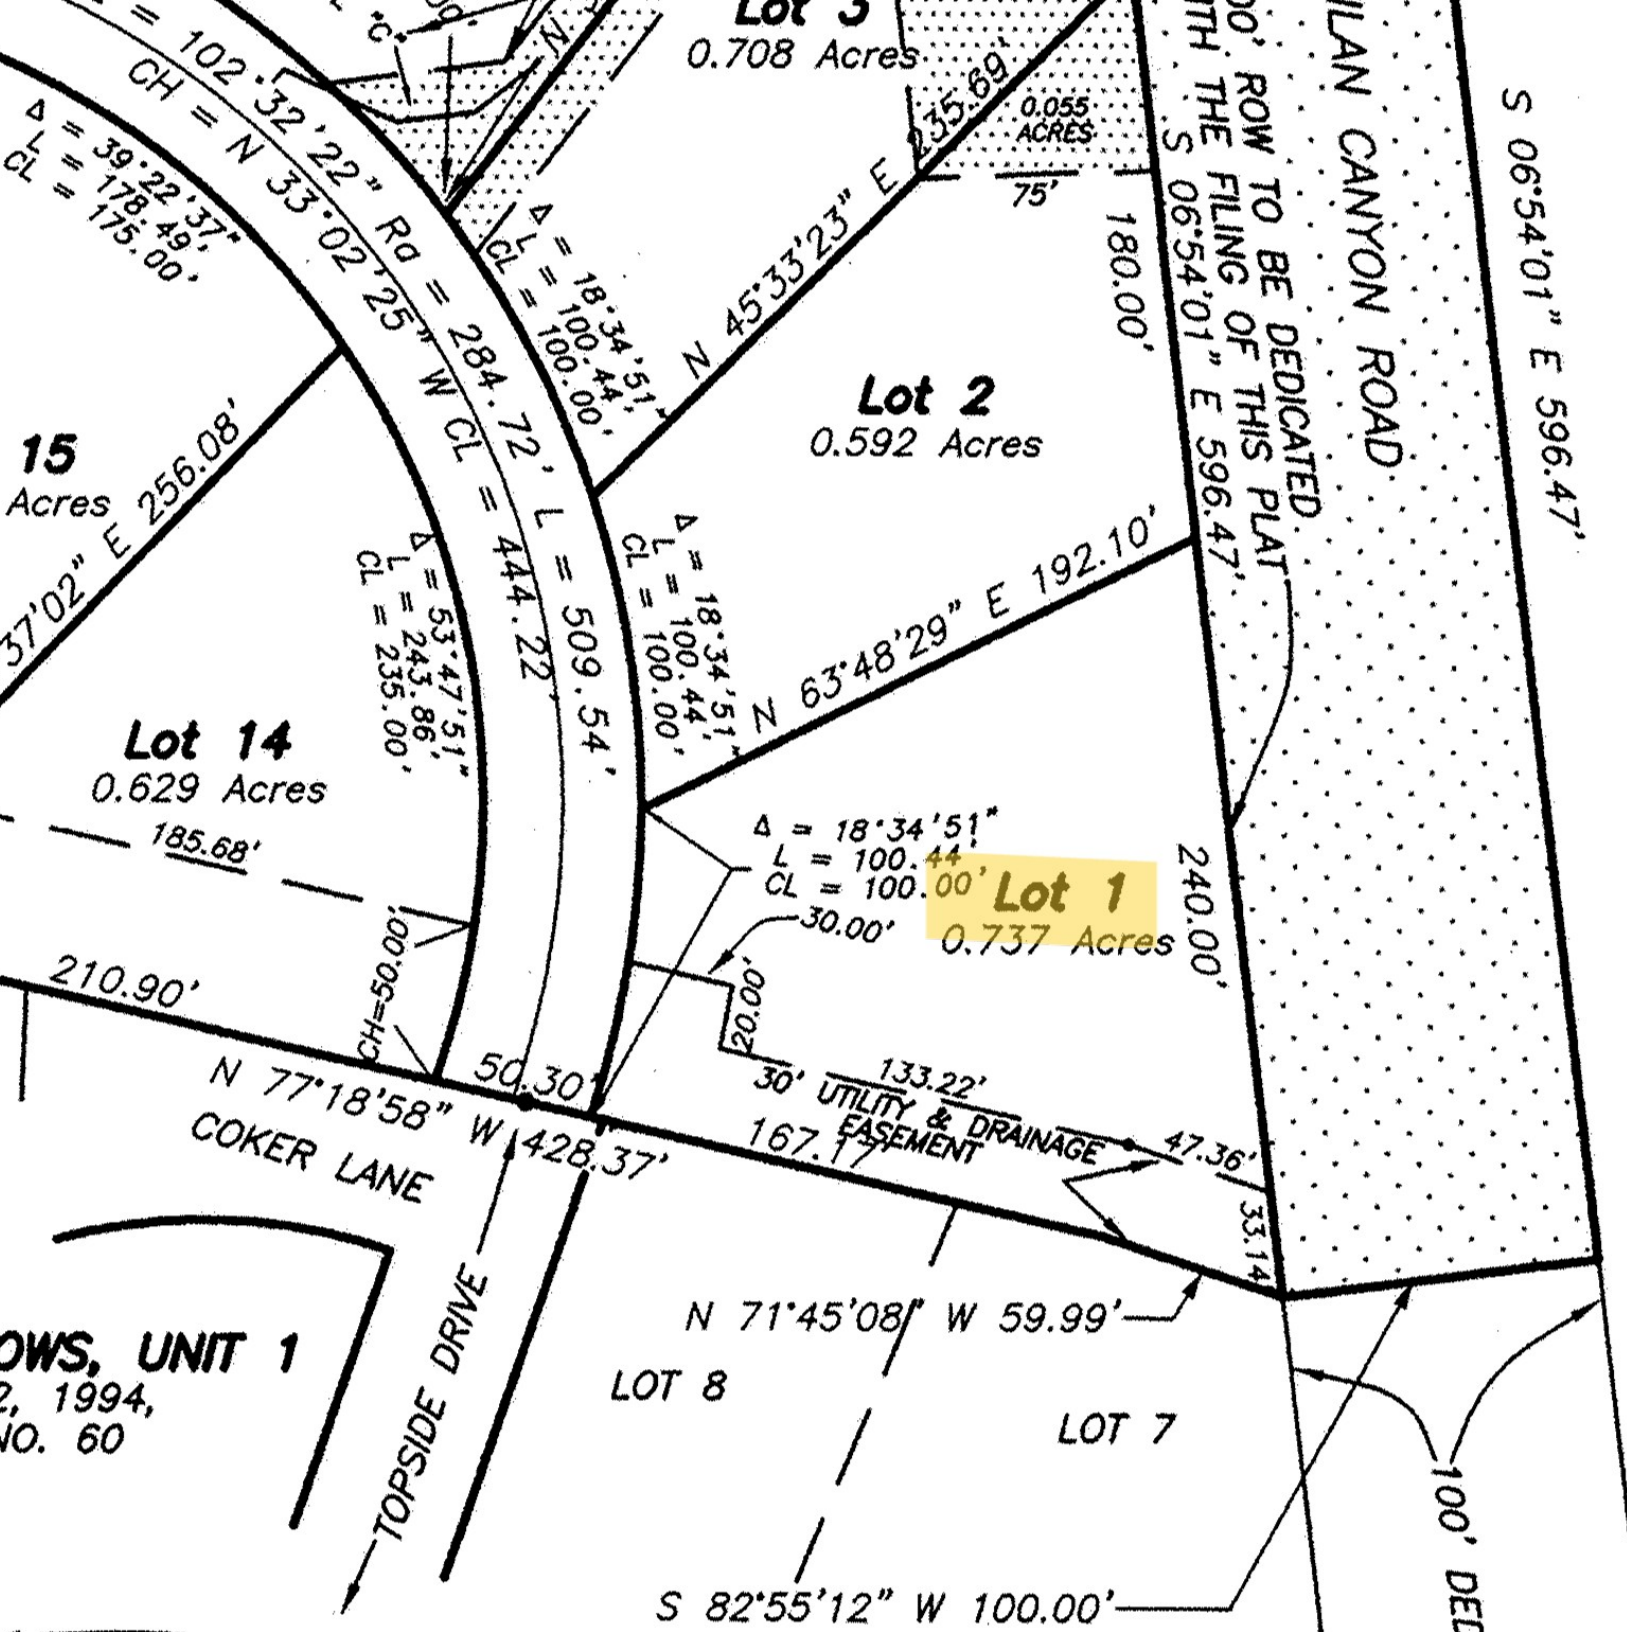 Lot 3
0.708 Acres
235.69'
0.055
ACRES
75'
N 45°33'23" E
= 102°32'22" Ra = 284.72' L = 509.54'
CH = N 33°02'25" W CL = 444.22'
Δ = 39°22'37"
L = 178.49'
CL = 175.00'
Δ = 18°34'51"
L = 100.44'
CL = 100.00'
180.00'
S 06°54'01" E 596.47'
00' ROW TO BE DEDICATED
ITH THE FILING OF THIS PLAT
ILAN CANYON ROAD
S 06°54'01" E 596.47'
Lot 2
0.592 Acres
15
Acres
37'02" E 256.08'
Δ = 53°47'51"
L = 243.86'
CL = 235.00'
Δ = 18°34'51"
L = 100.44'
CL = 100.00'
N 63°48'29" E 192.10'
Lot 14
0.629 Acres
185.68'
Δ = 18°34'51"
L = 100.44'
CL = 100.00'
Lot 1
0.737 Acres
30.00'
240.00'
20.00'
CH=50.00'
210.90'
50.30'
30' UTILITY & DRAINAGE
EASEMENT
133.22'
47.36'
33.14
167.17'
N 77°18'58" W 428.37'
COKER LANE
N 71°45'08" W 59.99'
OWS, UNIT 1
2, 1994,
NO. 60
TOPSIDE DRIVE
LOT 8
LOT 7
100' DED
S 82°55'12" W 100.00'